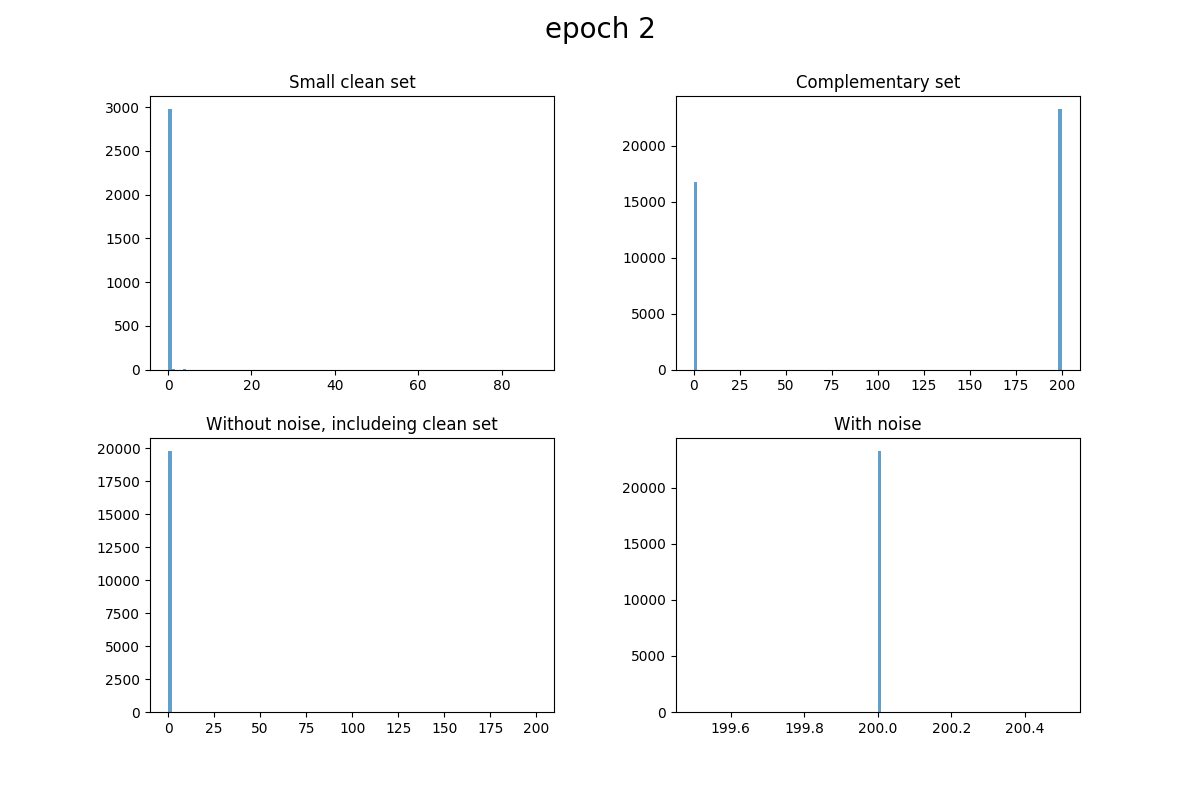 epoch 2
Small clean set
3000
2500
2000
1500
1000
500
0
0 20 40 60 80
Complementary set
20000
15000
10000
5000
0
0 25 50 75 100 125 150 175 200
Without noise, includeing clean set
20000
17500
15000
12500
10000
7500
5000
2500
0
0 25 50 75 100 125 150 175 200
With noise
20000
15000
10000
5000
0
199.6 199.8 200.0 200.2 200.4